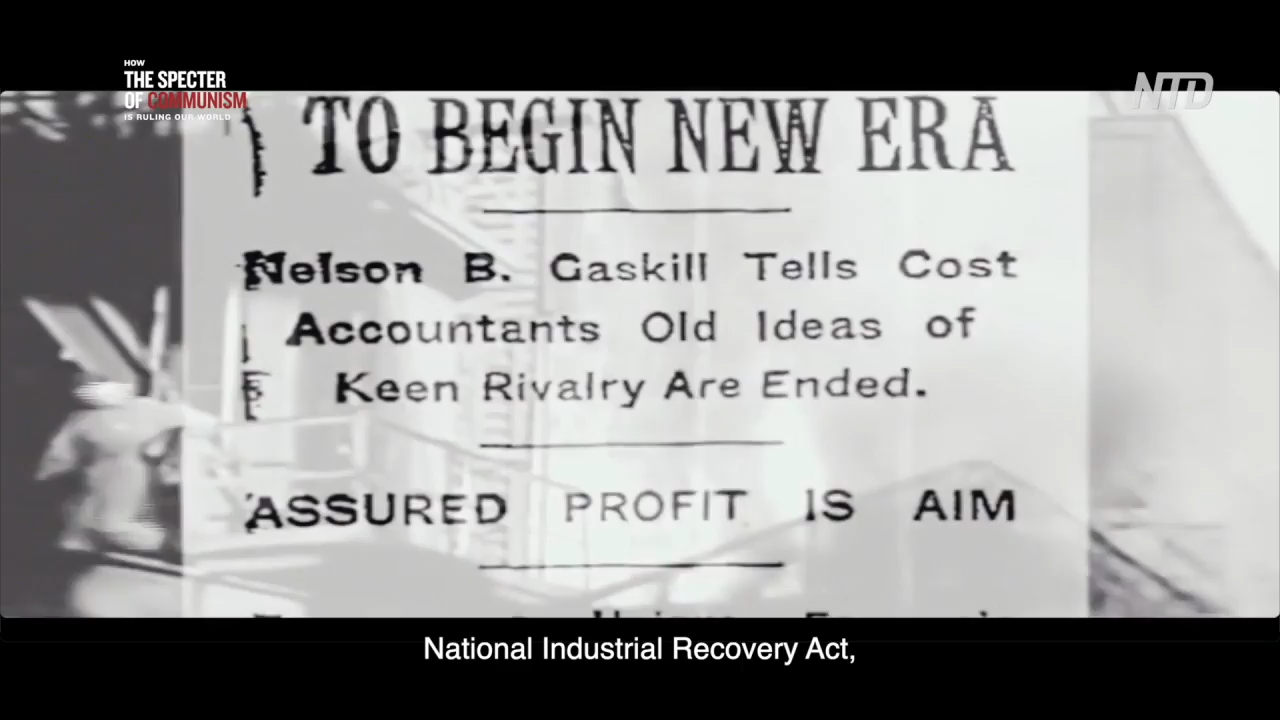 HOW
THE SPECTER
OF COMMUNISM
IS RULING OUR WORLD
NTD
TO BEGIN NEW ERA
Nelson B. Gaskill Tells Cost
Accountants Old Ideas of
Keen Rivalry Are Ended.
ASSURED PROFIT IS AIM
National Industrial Recovery Act,